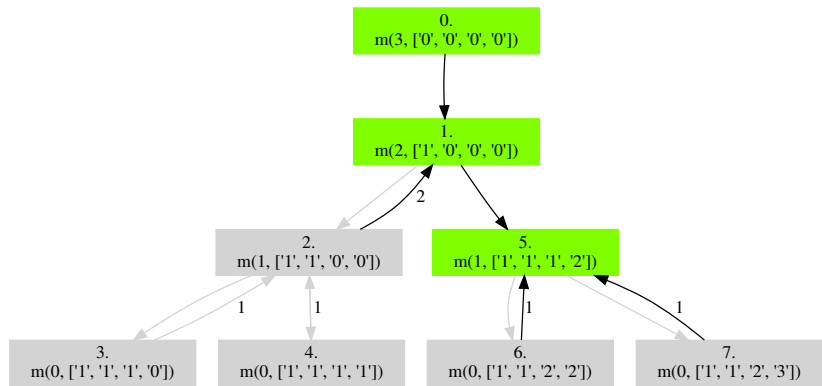 0.
m(3, ['0', '0', '0', '0'])
1.
m(2, ['1', '0', '0', '0'])
2
2.
m(1, ['1', '1', '0', '0'])
5.
m(1, ['1', '1', '1', '2'])
1
1
1
1
3.
m(0, ['1', '1', '1', '0'])
4.
m(0, ['1', '1', '1', '1'])
6.
m(0, ['1', '1', '2', '2'])
7.
m(0, ['1', '1', '2', '3'])